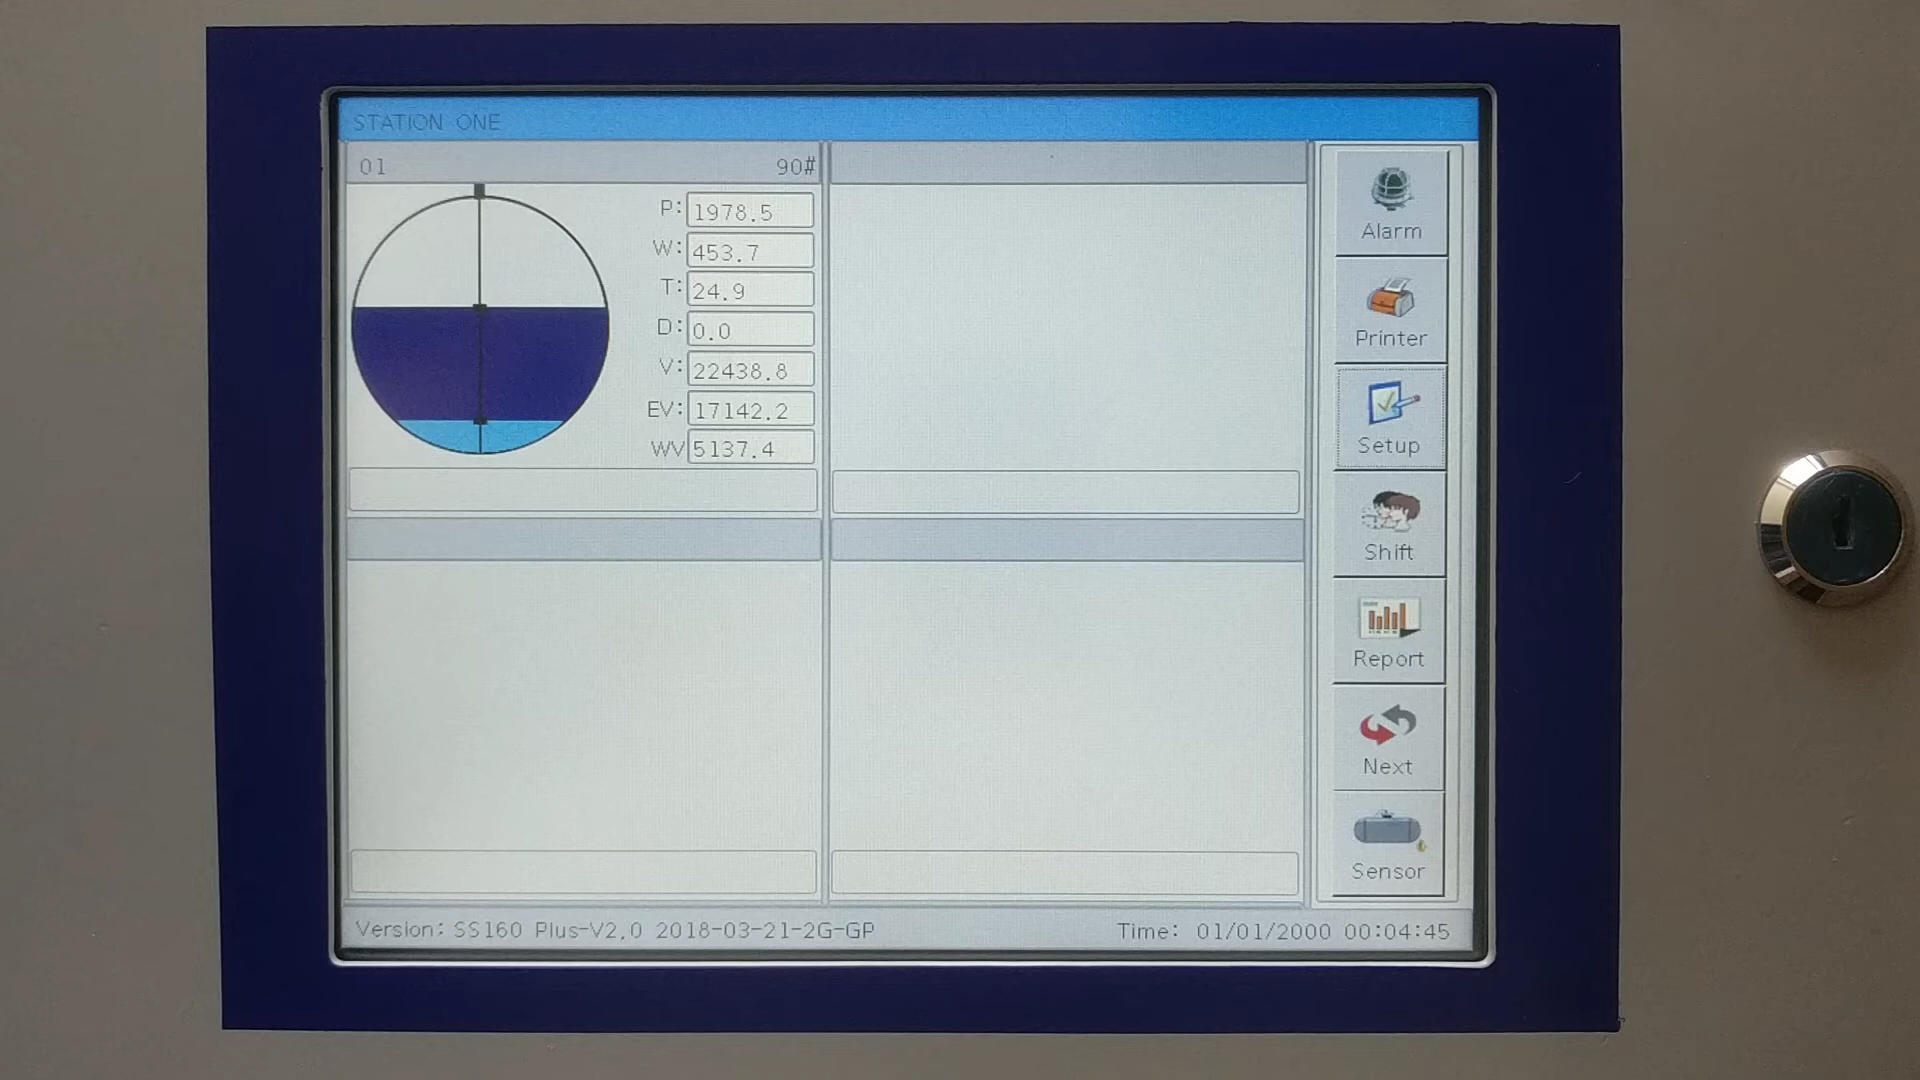 STATION ONE
01 90#
P: 1978.5
W: 453.7
T: 24.9
D: 0.0
V: 22438.8
EV: 17142.2
WV 5137.4
Alarm
Printer
Setup
Shift
Report
Next
Sensor
Version: SS160 Plus-V2.0 2018-03-21-2G-GP Time: 01/01/2000 00:04:45